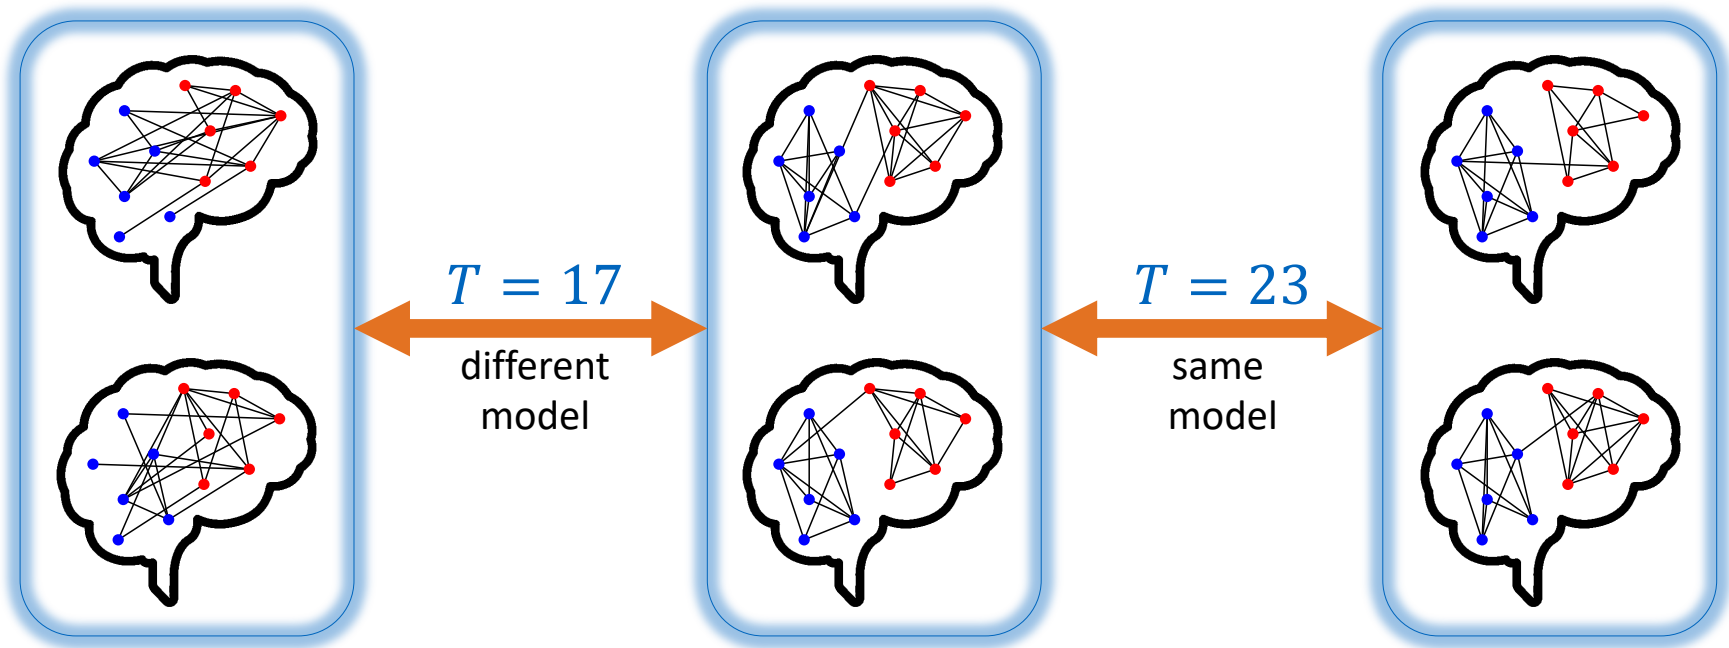 T = 17
different
model
T = 23
same
model